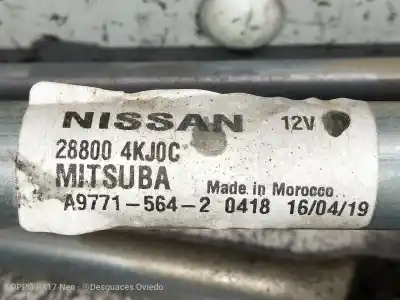 NISSAN 12V
28800 4KJ0C
MITSUBA Made in Morocco
A9771-564-2 0418 16/04/19
OPPO AX17 Neo · ©Desguaces Oviedo